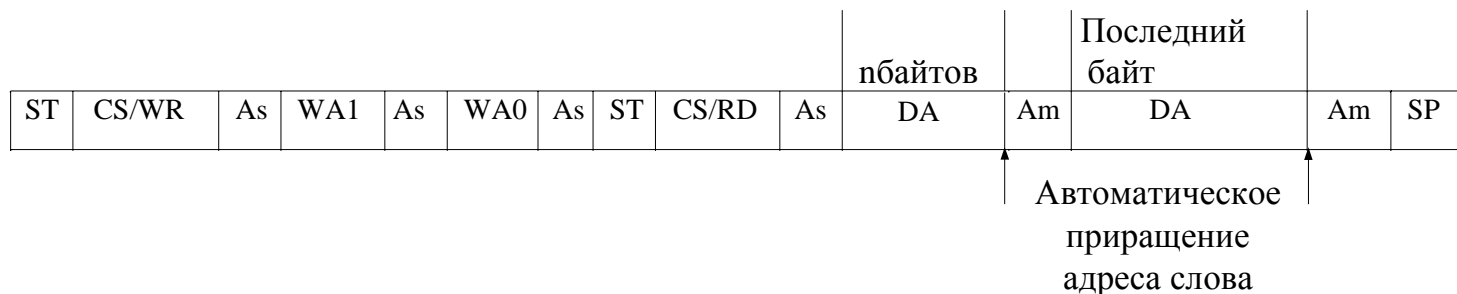 Последний
nбайтов байт
ST CS/WR As WA1 As WA0 As ST CS/RD As DA Am DA Am SP
Автоматическое
приращение
адреса слова